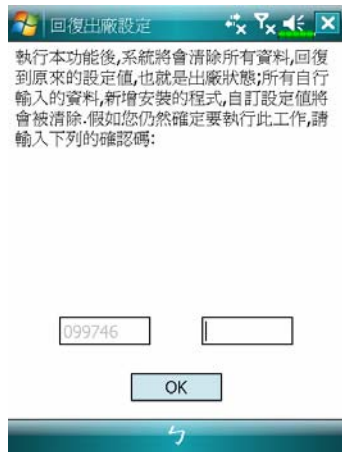 回復出廠設定
執行本功能後,系統將會清除所有資料,回復
到原來的設定值,也就是出廠狀態;所有自行
輸入的資料,新增安裝的程式,自訂設定值將
會被清除.假如您仍然確定要執行此工作,請
輸入下列的確認碼:
099746
OK
ㄅ